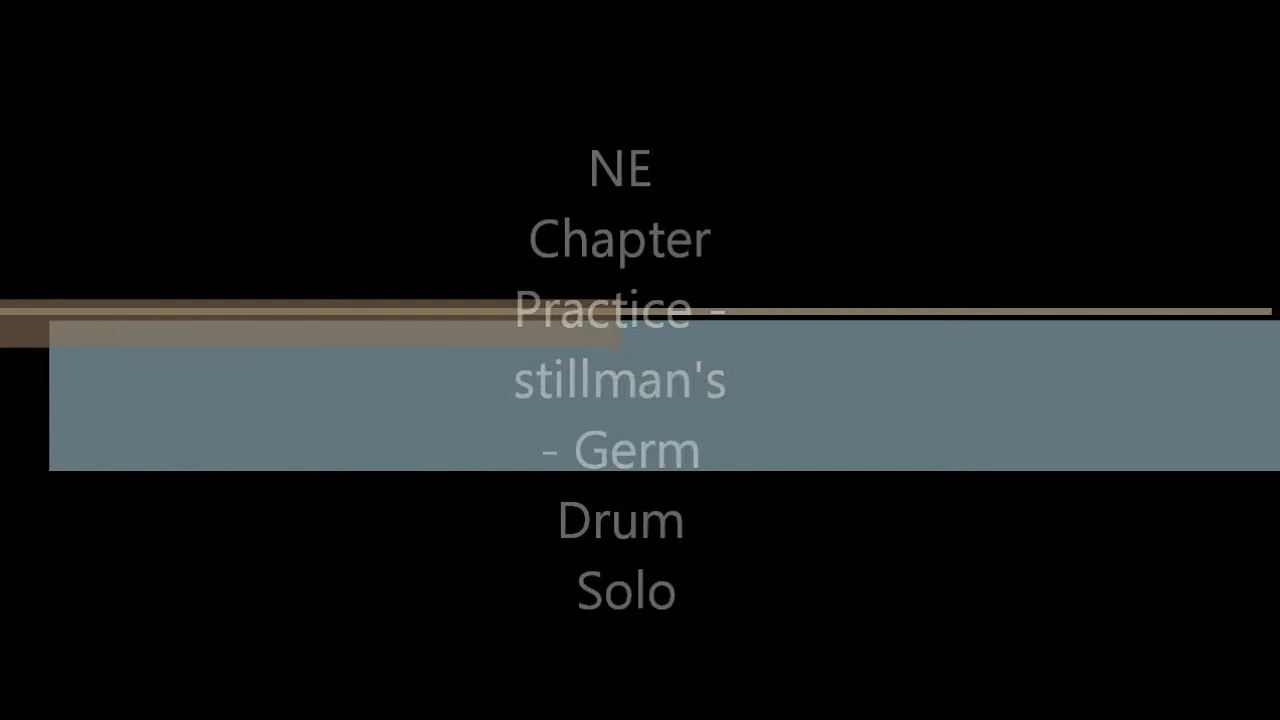 NE
Chapter
Practice -
stillman's
- Germ
Drum
Solo